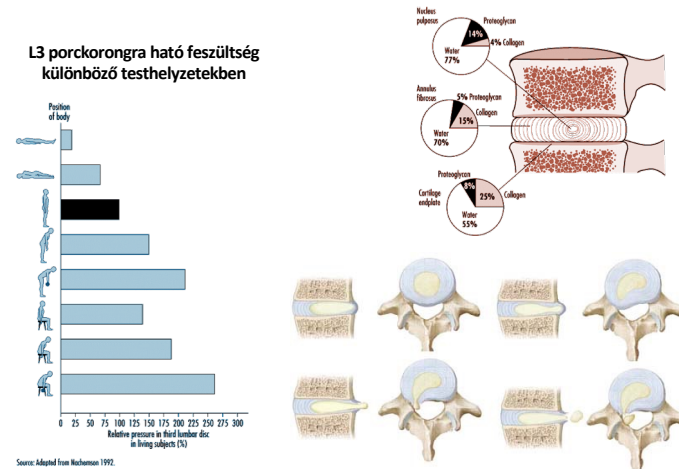 L3 porckorongra ható feszültség
különböző testhelyzetekben
Position
of body
0 25 50 75 100 125 150 175 200 225 250 275 300
Relative pressure in third lumbar disc
in living subjects (%)
Source: Adapted from Nachemson 1992.
Nucleus
pulposus
Proteoglycan
14%
4% Collagen
Water
77%
Annulus
fibrosus
5% Proteoglycan
Collagen
15%
Water
70%
Proteoglycan
8%
Cartilage
endplate
25%
Collagen
Water
55%